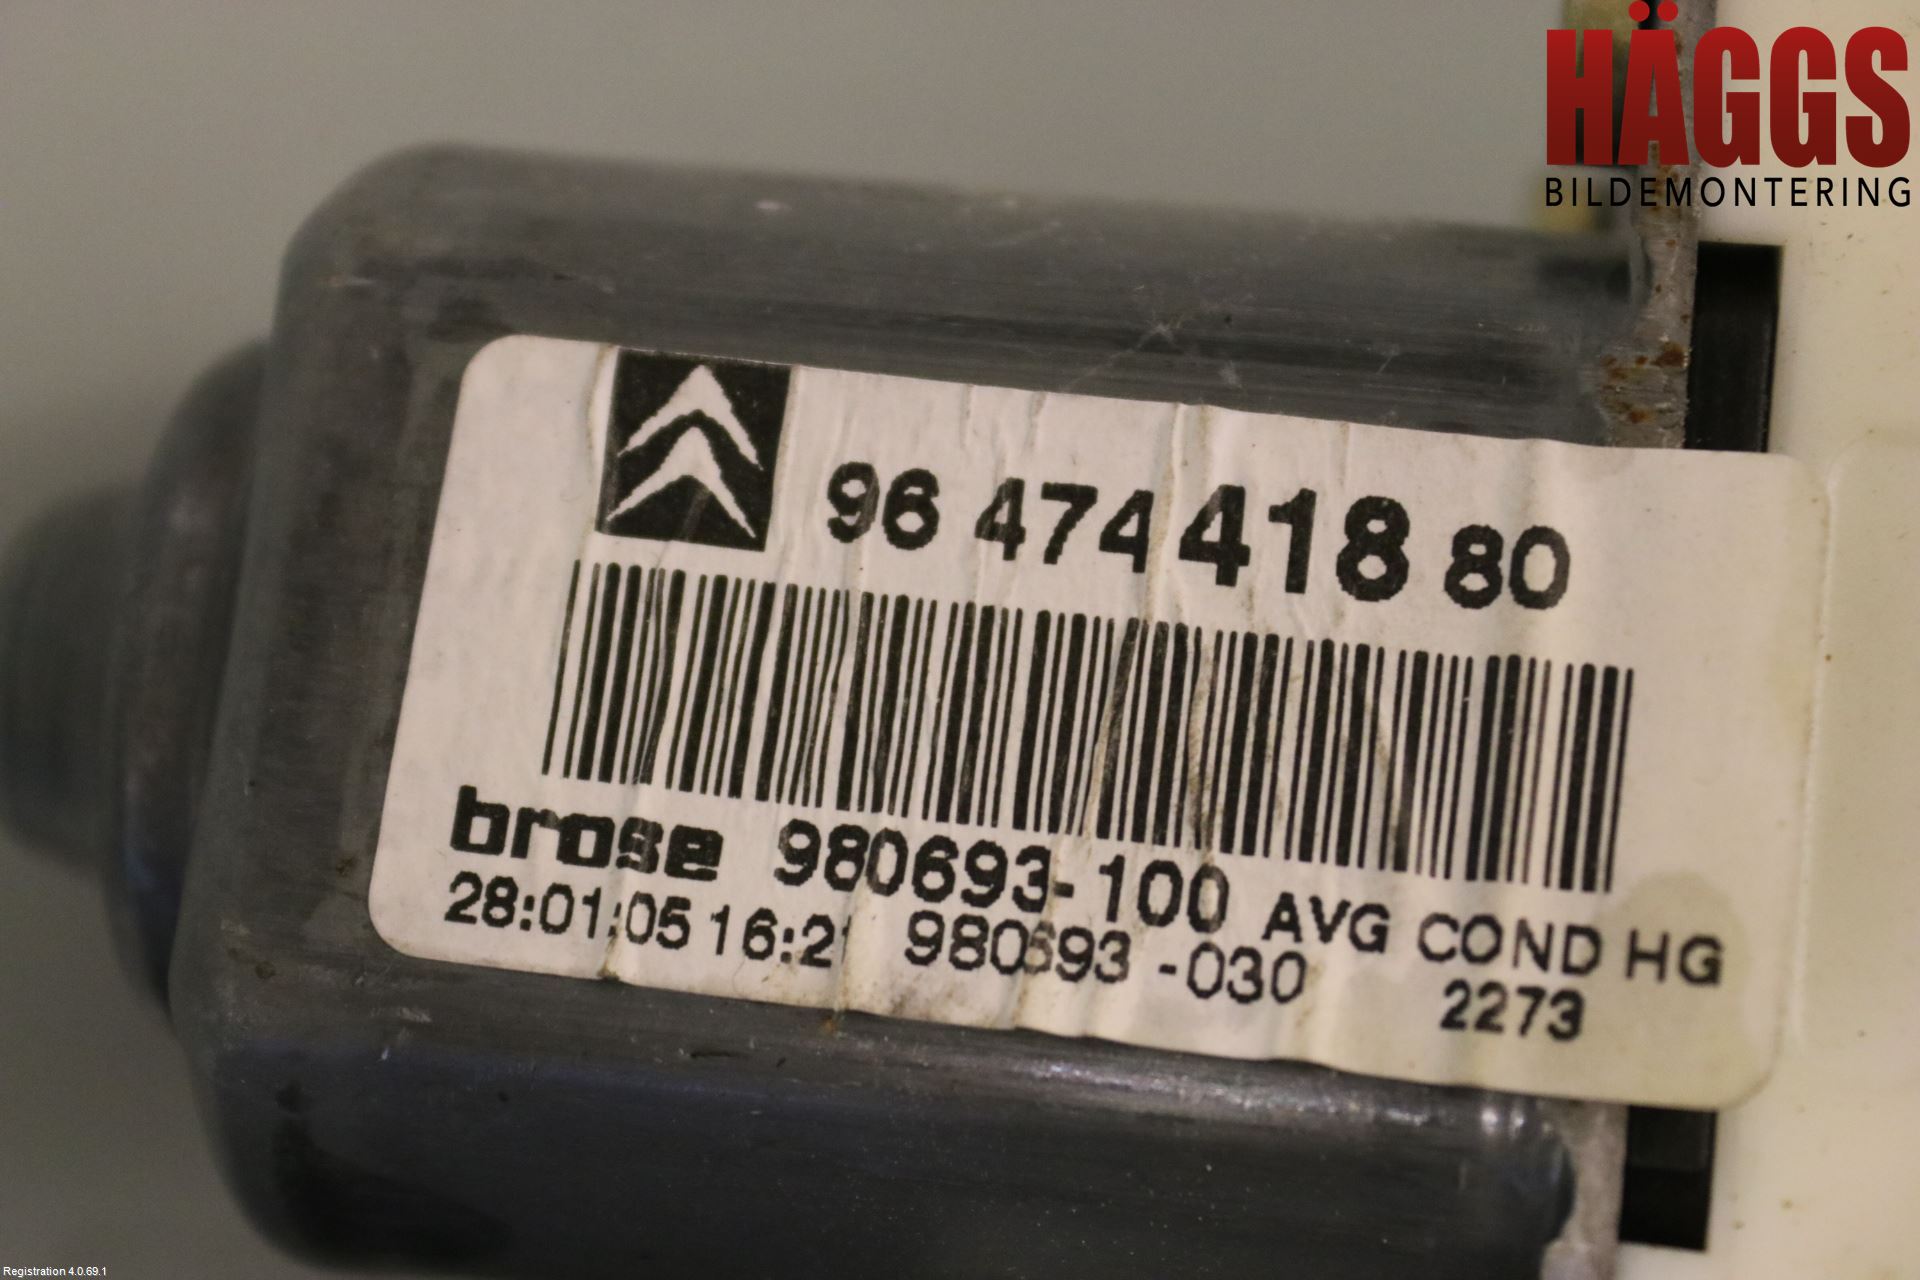 HÄGGS
BILDEMONTERING
96 474 418 80
brose 980693-100 AVG COND HG
28:01:05 16:21 980693-030 2273
Registration 4.0.69.1